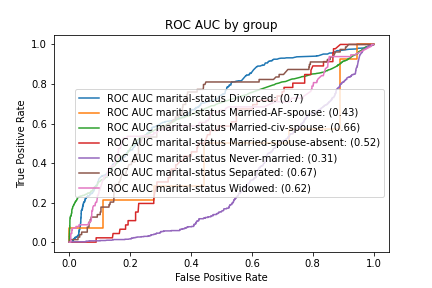 ROC AUC by group
True Positive Rate
1.0
0.8
0.6
0.4
0.2
0.0
ROC AUC marital-status Divorced: (0.7)
ROC AUC marital-status Married-AF-spouse: (0.43)
ROC AUC marital-status Married-civ-spouse: (0.66)
ROC AUC marital-status Married-spouse-absent: (0.52)
ROC AUC marital-status Never-married: (0.31)
ROC AUC marital-status Separated: (0.67)
ROC AUC marital-status Widowed: (0.62)
0.0 0.2 0.4 0.6 0.8 1.0
False Positive Rate